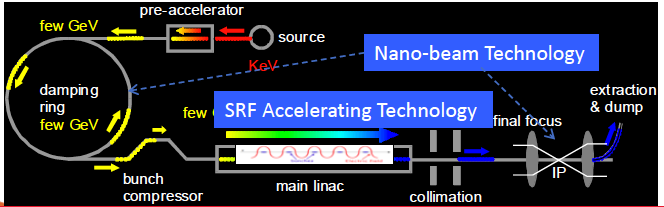 pre-accelerator
few GeV
source
KeV
Nano-beam Technology
damping
ring
few GeV
extraction
& dump
few
SRF Accelerating Technology
final focus
IP
bunch
compressor
main linac
collimation